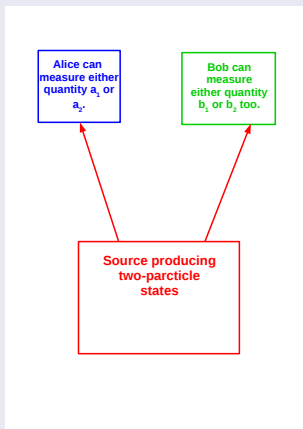 Alice can
measure either
quantity a₁ or
a₂.
Bob can
measure
either quantity
b₁ or b₂ too.
Source producing
two-parcticle
states